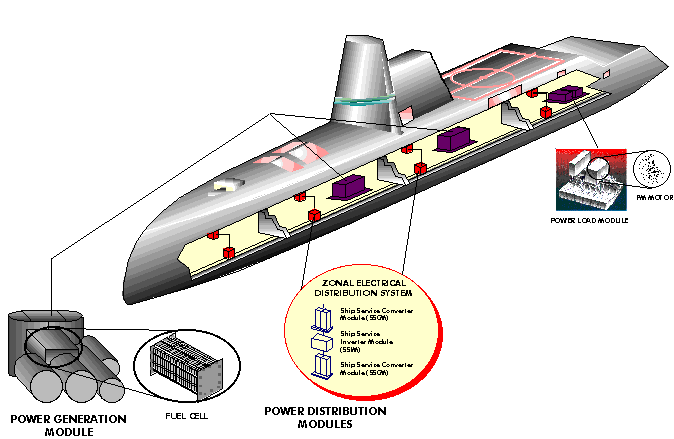 PM MOTOR
POWER LOAD MODULE
ZONAL ELECTRICAL
DISTRIBUTION SYSTEM
Ship Service Converter
Module (SSCM)
Ship Service
Inverter Module
(SSIM)
Ship Service Converter
Module (SSCM)
FUEL CELL
POWER GENERATION
MODULE
POWER DISTRIBUTION
MODULES